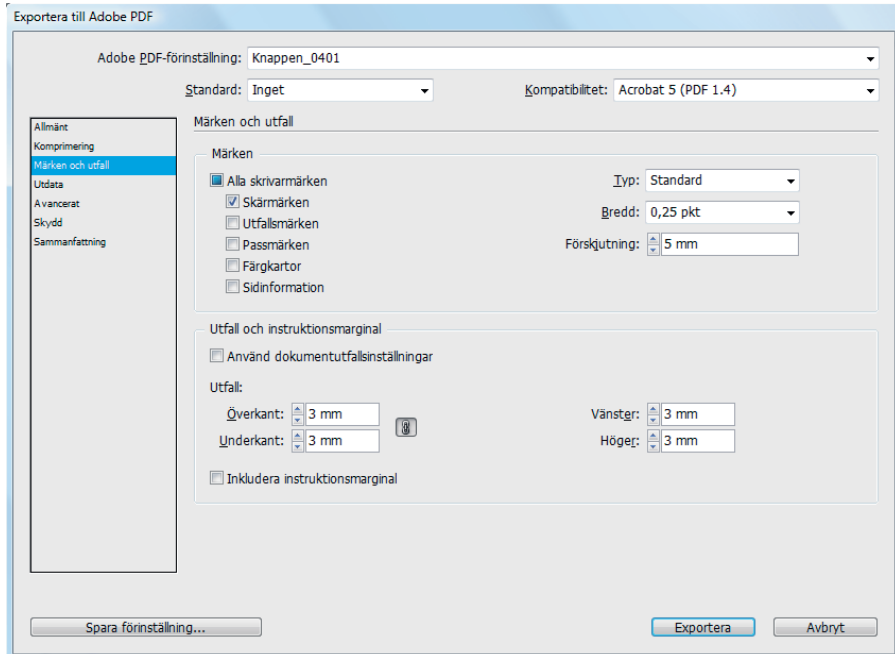 Exportera till Adobe PDF
Adobe PDF-förinställning: Knappen_0401
Standard: Inget Kompatibilitet: Acrobat 5 (PDF 1.4)
Allmänt
Komprimering
Märken och utfall
Utdata
Avancerat
Skydd
Sammanfattning
Märken och utfall
Märken
Alla skrivarmärken
Skärmärken
Utfallsmärken
Passmärken
Färgkartor
Sidinformation
Typ: Standard
Bredd: 0,25 pkt
Förskjutning: 5 mm
Utfall och instruktionsmarginal
Använd dokumentutfallsinställningar
Utfall:
Överkant: 3 mm
Underkant: 3 mm
Vänster: 3 mm
Höger: 3 mm
Inkludera instruktionsmarginal
Spara förinställning... Exportera Avbryt